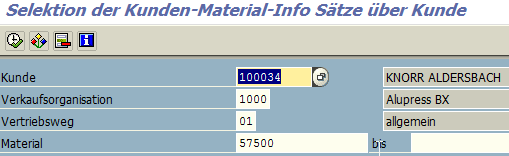 Selektion der Kunden-Material-Info Sätze über Kunde
Kunde 100034 KNORR ALDERSBACH
Verkaufsorganisation 1000 Alupress BX
Vertriebsweg 01 allgemein
Material 57500 bis